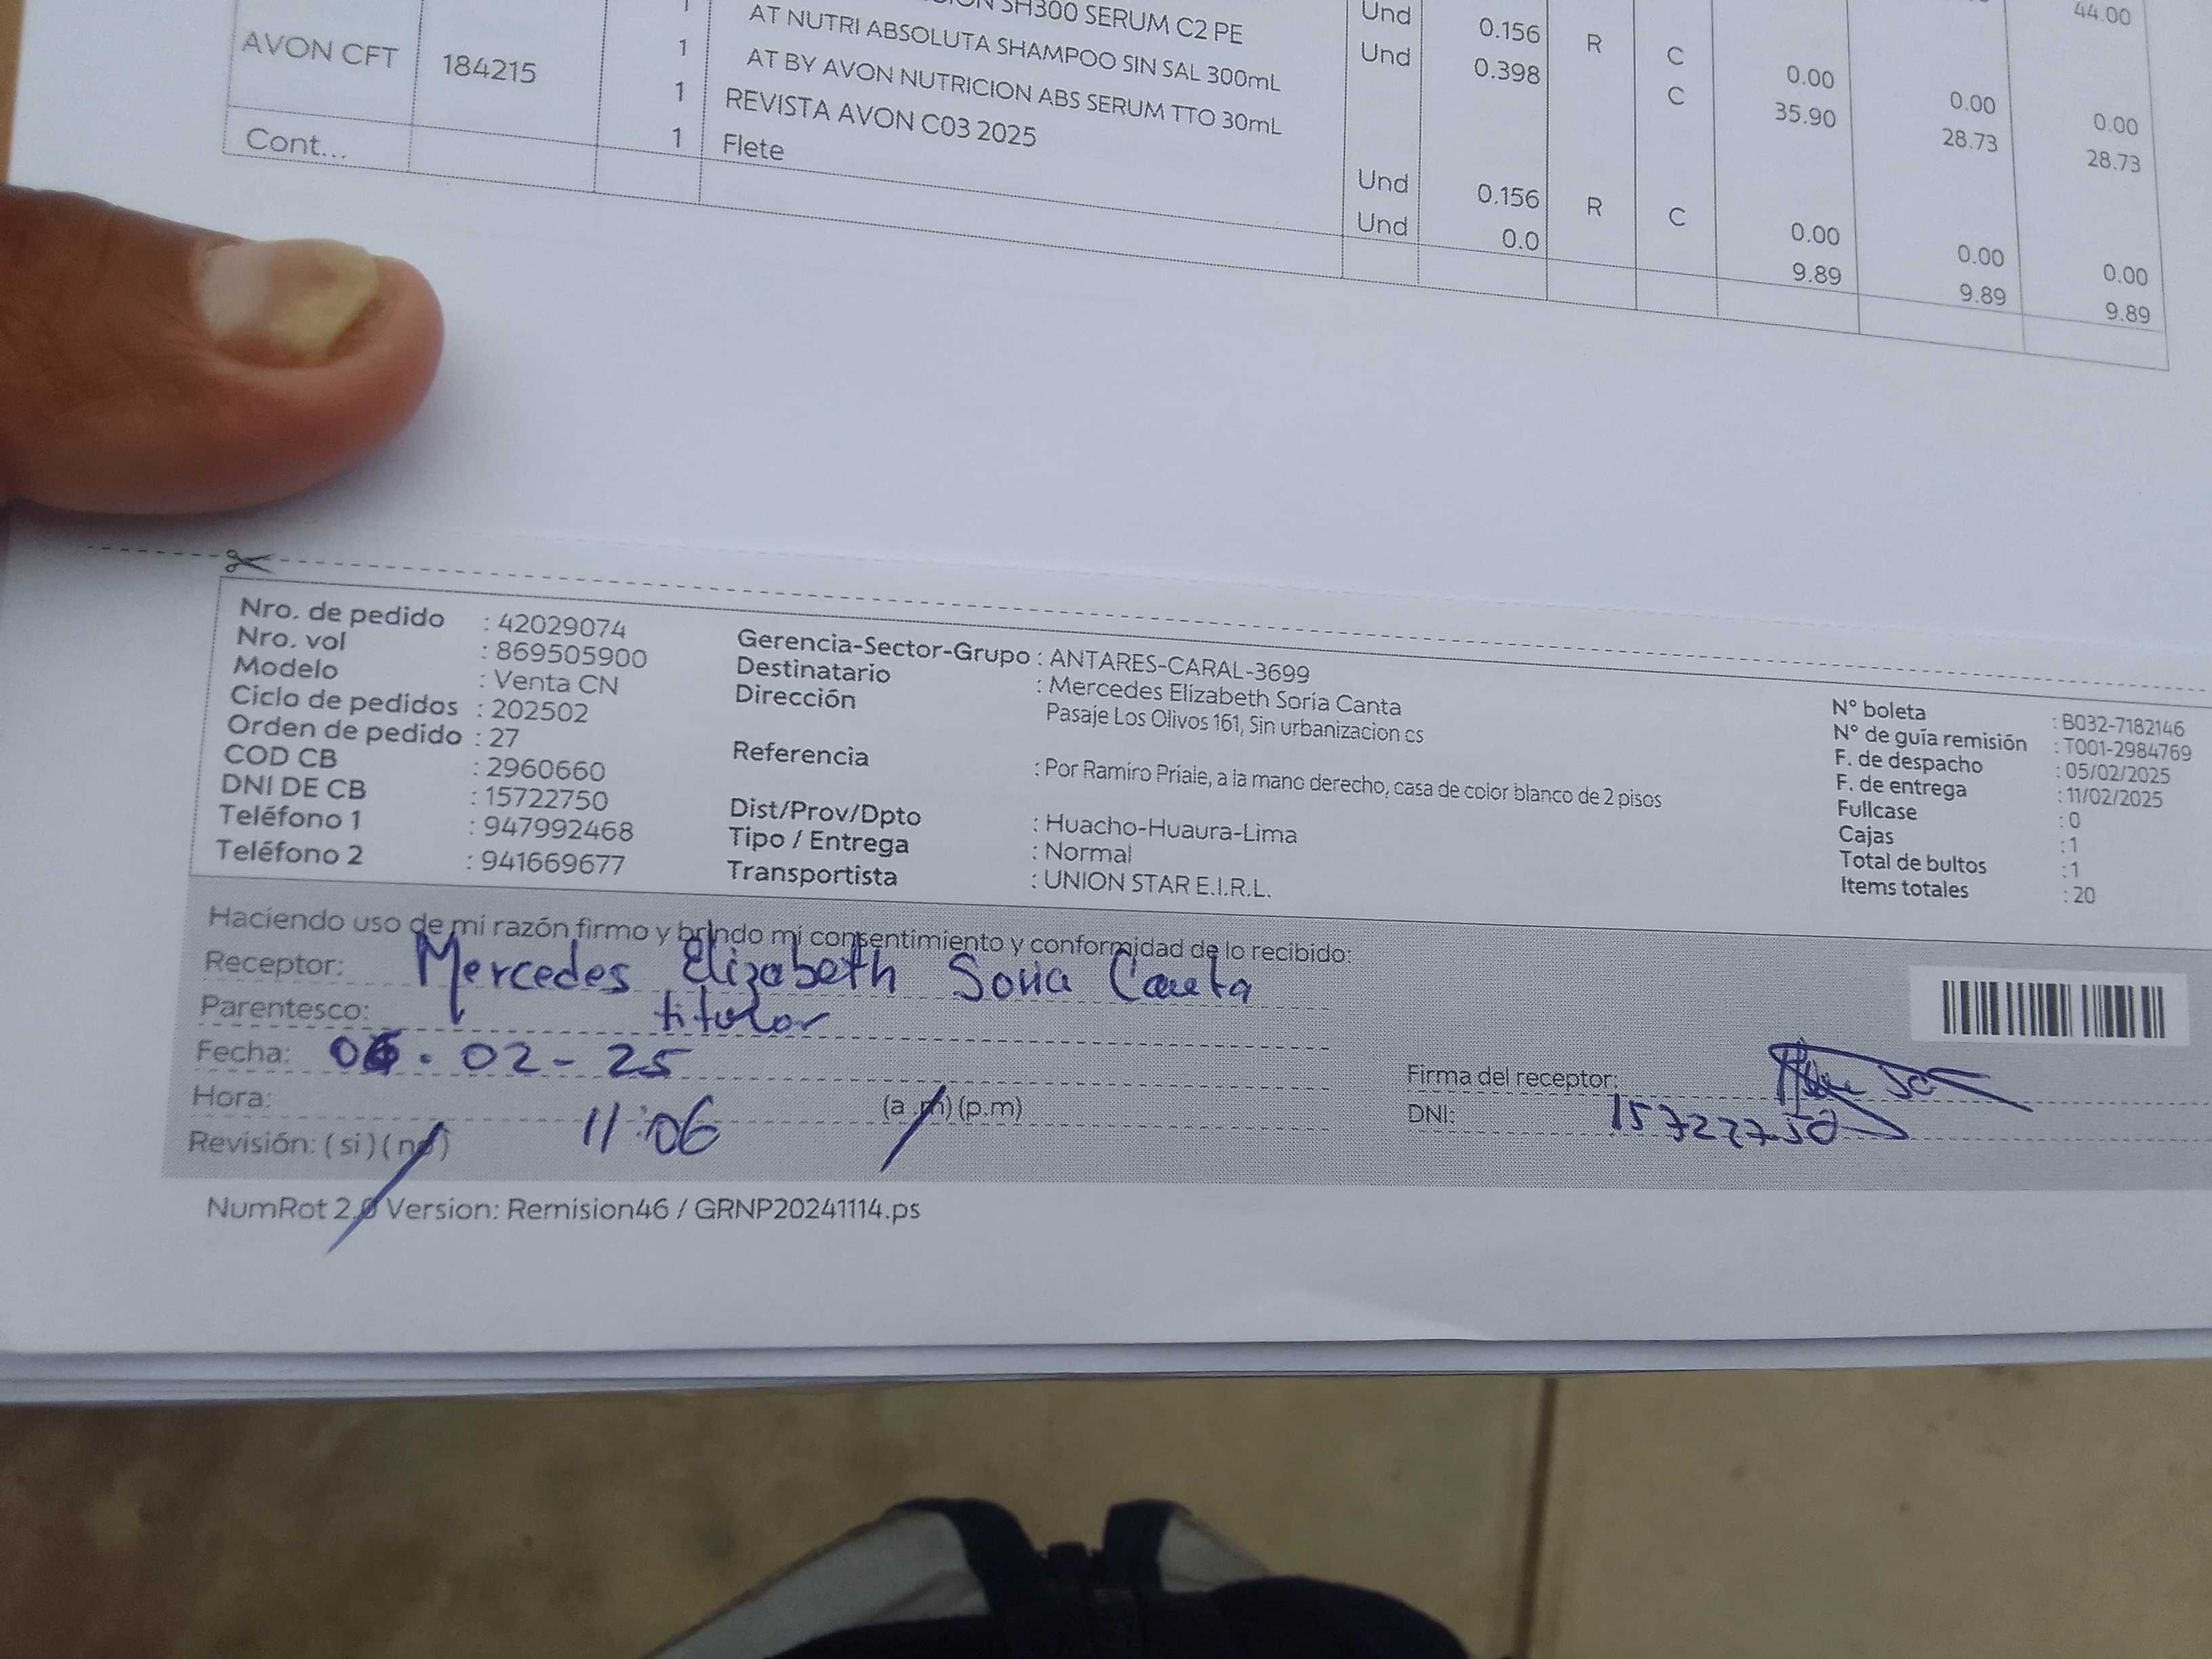 SH300 SERUM C2 PE Und 44.00
1 AT NUTRI ABSOLUTA SHAMPOO SIN SAL 300mL Und 0.156 R C 0.00 0.00 0.00
AVON CFT 184215 1 AT BY AVON NUTRICION ABS SERUM TTO 30mL 0.398 C 35.90 28.73 28.73
1 REVISTA AVON C03 2025 Und 0.156 R C 0.00 0.00 0.00
Cont... 1 Flete Und 0.0 9.89 9.89 9.89
Nro. de pedido : 42029074
Nro. vol : 869505900
Modelo : Venta CN
Ciclo de pedidos : 202502
Orden de pedido : 27
COD CB : 2960660
DNI DE CB : 15722750
Teléfono 1 : 947992468
Teléfono 2 : 941669677
Gerencia-Sector-Grupo : ANTARES-CARAL-3699
Destinatario : Mercedes Elizabeth Soria Canta
Dirección Pasaje Los Olivos 161, Sin urbanizacion cs
Referencia : Por Ramiro Priale, a la mano derecho, casa de color blanco de 2 pisos
Dist/Prov/Dpto : Huacho-Huaura-Lima
Tipo / Entrega : Normal
Transportista : UNION STAR E.I.R.L.
N° boleta : B032-7182146
N° de guía remisión : T001-2984769
F. de despacho : 05/02/2025
F. de entrega : 11/02/2025
Fullcase : 0
Cajas : 1
Total de bultos : 1
Items totales : 20
Haciendo uso de mi razón firmo y brindo mi consentimiento y conformidad de lo recibido:
Receptor: Mercedes Elizabeth Soria Canta
Parentesco: titular
Fecha: 06. 02 - 25
Hora: 11:06 (a.m) (p.m)
Revisión: (si) (no)
Firma del receptor:
DNI: 15722750
NumRot 2.0 Version: Remision46 / GRNP20241114.ps